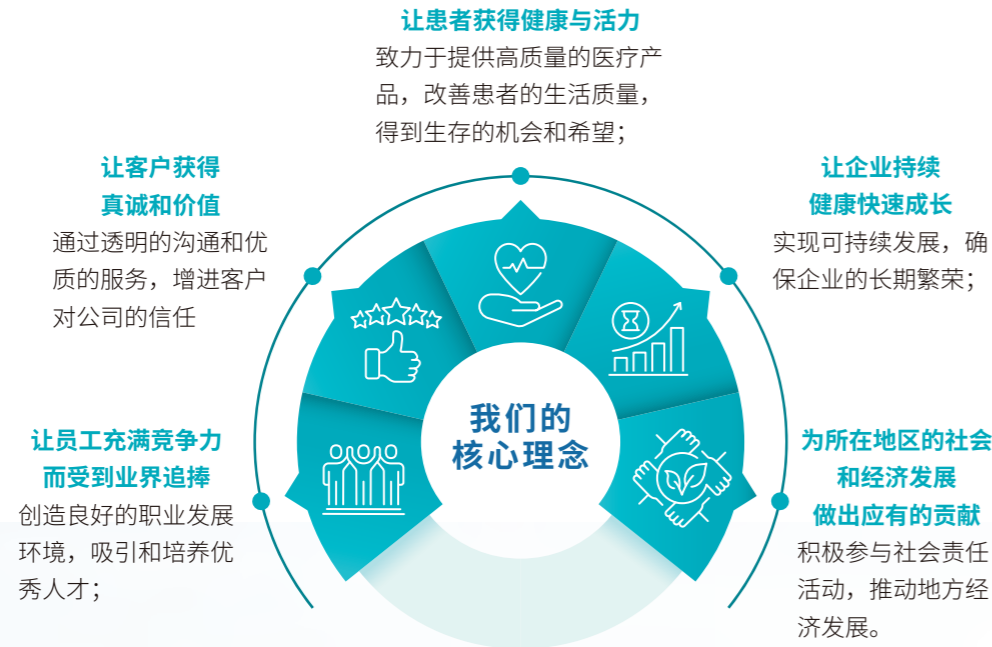 让患者获得健康与活力
致力于提供高质量的医疗产
品，改善患者的生活质量，
得到生存的机会和希望；
让客户获得
真诚和价值
通过透明的沟通和优
质的服务，增进客户
对公司的信任
让企业持续
健康快速成长
实现可持续发展，确
保企业的长期繁荣；
我们的
核心理念
让员工充满竞争力
而受到业界追捧
创造良好的职业发展
环境，吸引和培养优
秀人才；
为所在地区的社会
和经济发展
做出应有的贡献
积极参与社会责任
活动，推动地方经
济发展。